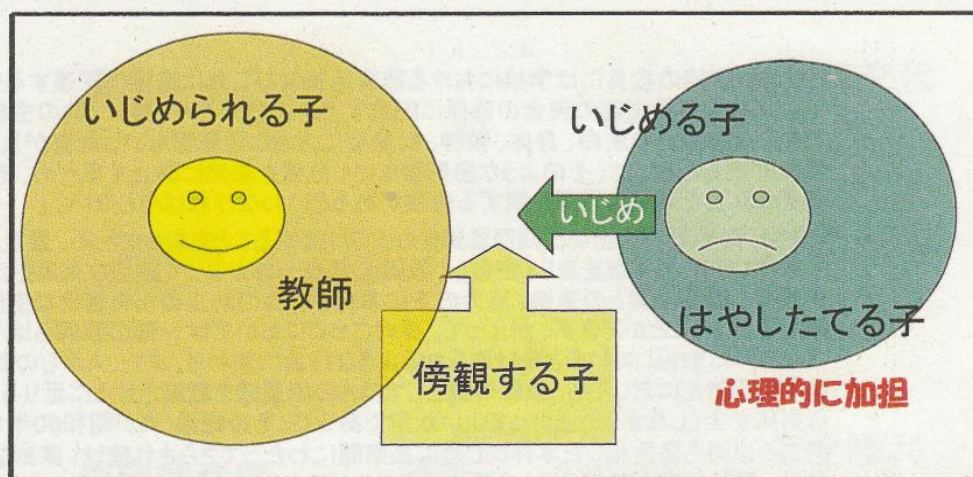 いじめられる子
教師
傍観する子
いじめ
いじめる子
はやしたてる子
心理的に加担